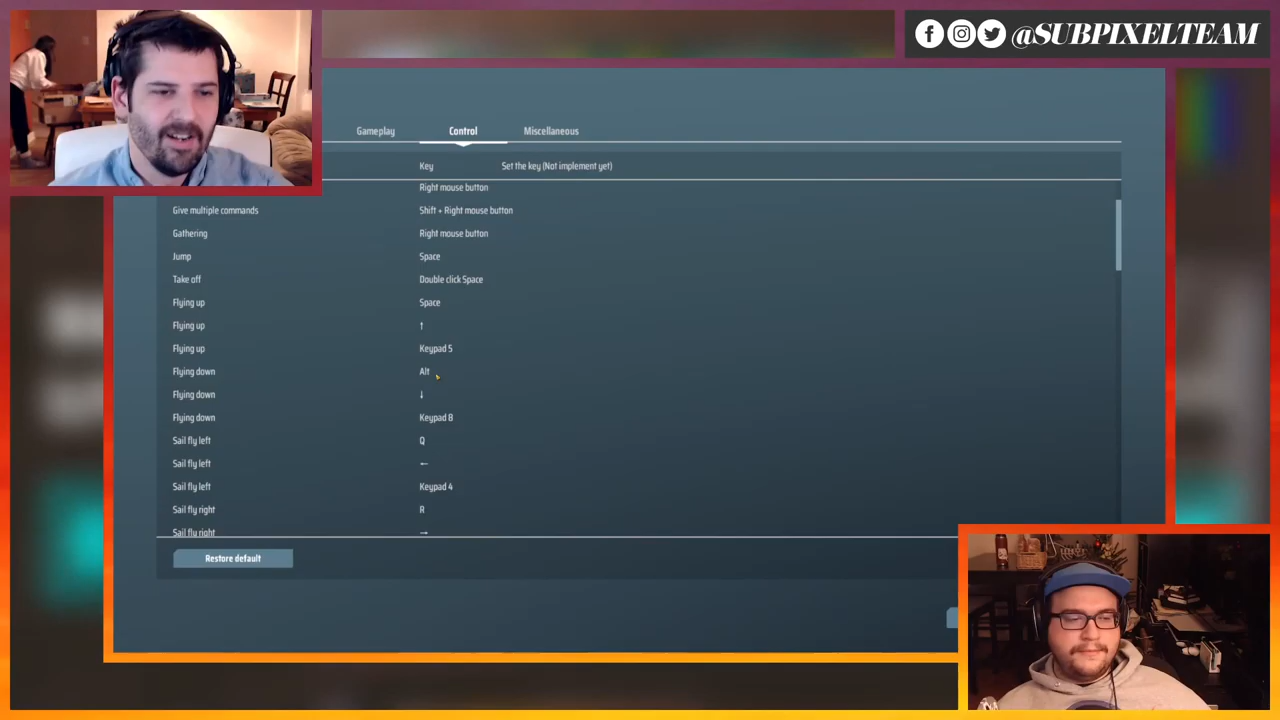 @SUBPIXELTEAM
Gameplay Control Miscellaneous
Key Set the key (Not implement yet)
Right mouse button
Give multiple commands Shift + Right mouse button
Gathering Right mouse button
Jump Space
Take off Double click Space
Flying up Space
Flying up ↑
Flying up Keypad 5
Flying down Alt
Flying down ↓
Flying down Keypad 8
Sail fly left Q
Sail fly left ←
Sail fly left Keypad 4
Sail fly right R
Sail fly right →
Restore default